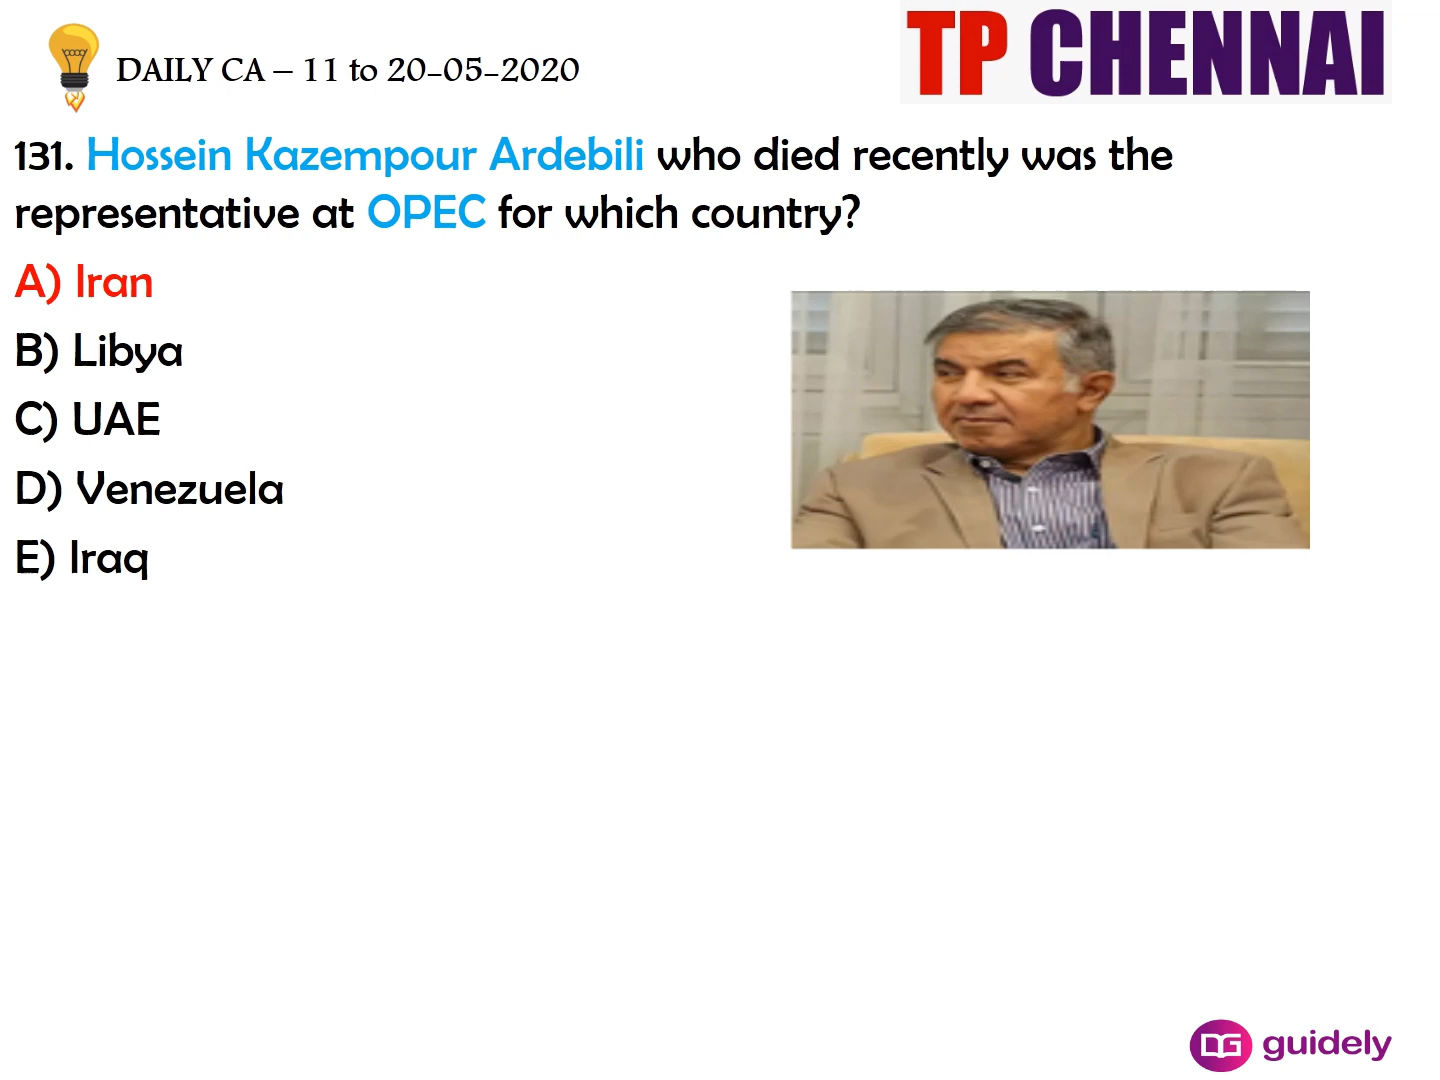 DAILY CA – 11 to 20-05-2020
TP CHENNAI
131. Hossein Kazempour Ardebili who died recently was the
representative at OPEC for which country?
A) Iran
B) Libya
C) UAE
D) Venezuela
E) Iraq
DG guidely